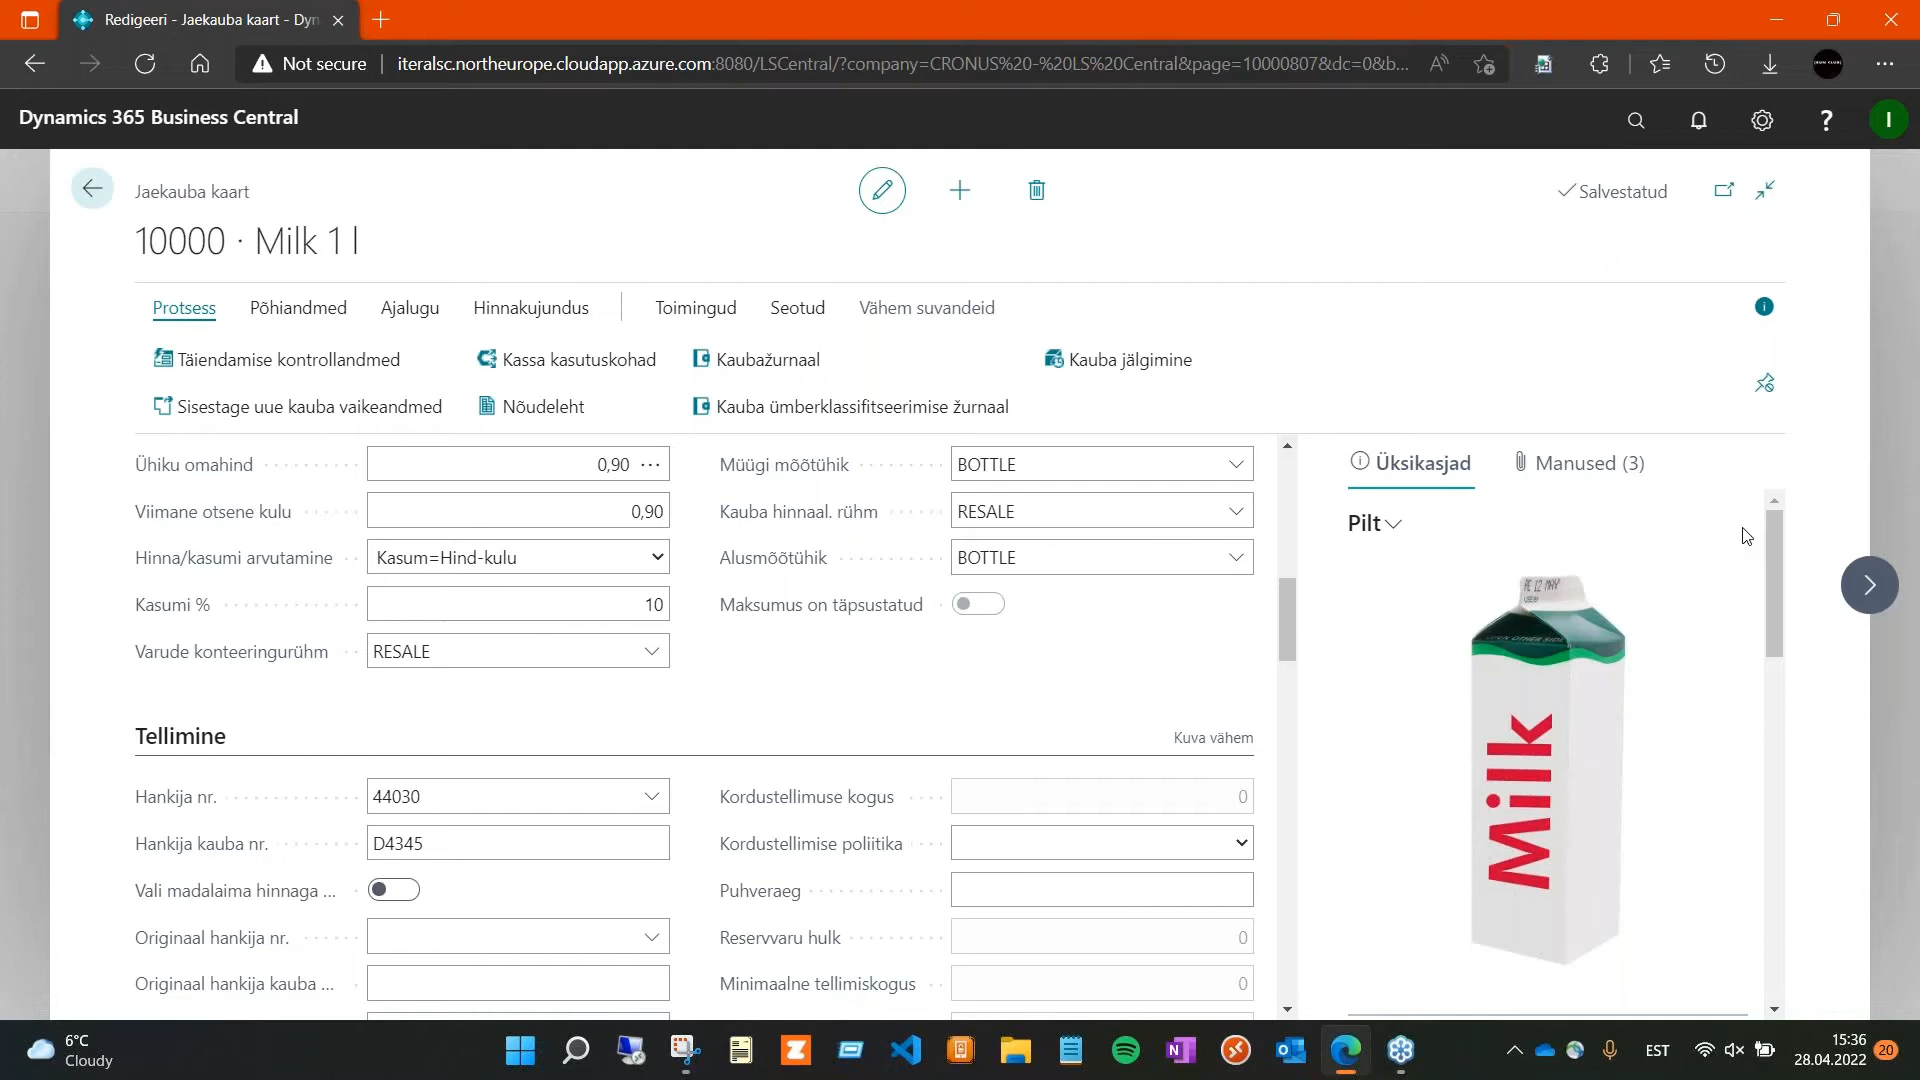 Redigeeri - Jaekauba kaart - Dyn
Not secure
iteralsc.northeurope.cloudapp.azure.com:8080/LSCentral/?company=CRONUS%20-%20LS%20Central&page=10000807&dc=0&b...
Dynamics 365 Business Central
I
Jaekauba kaart
Salvestatud
10000 · Milk 1 l
Protsess
Põhiandmed
Ajalugu
Hinnakujundus
Toimingud
Seotud
Vähem suvandeid
Täiendamise kontrollandmed
Kassa kasutuskohad
Kaubažurnaal
Kauba jälgimine
Sisestage uue kauba vaikeandmed
Nõudeleht
Kauba ümberklassifitseerimise žurnaal
Ühiku omahind
0,90
Müügi mõõtühik
BOTTLE
Viimane otsene kulu
0,90
Kauba hinnaal. rühm
RESALE
Hinna/kasumi arvutamine
Kasum=Hind-kulu
Alusmõõtühik
BOTTLE
Kasumi %
10
Maksumus on täpsustatud
Varude konteeringurühm
RESALE
Tellimine
Kuva vähem
Hankija nr.
44030
Kordustellimuse kogus
0
Hankija kauba nr.
D4345
Kordustellimise poliitika
Vali madalaima hinnaga ...
Puhveraeg
Originaal hankija nr.
Reservvaru hulk
0
Originaal hankija kauba ...
Minimaalne tellimiskogus
0
Üksikasjad
Manused (3)
Pilt
Milk
6°C
Cloudy
EST
15:36
28.04.2022
20